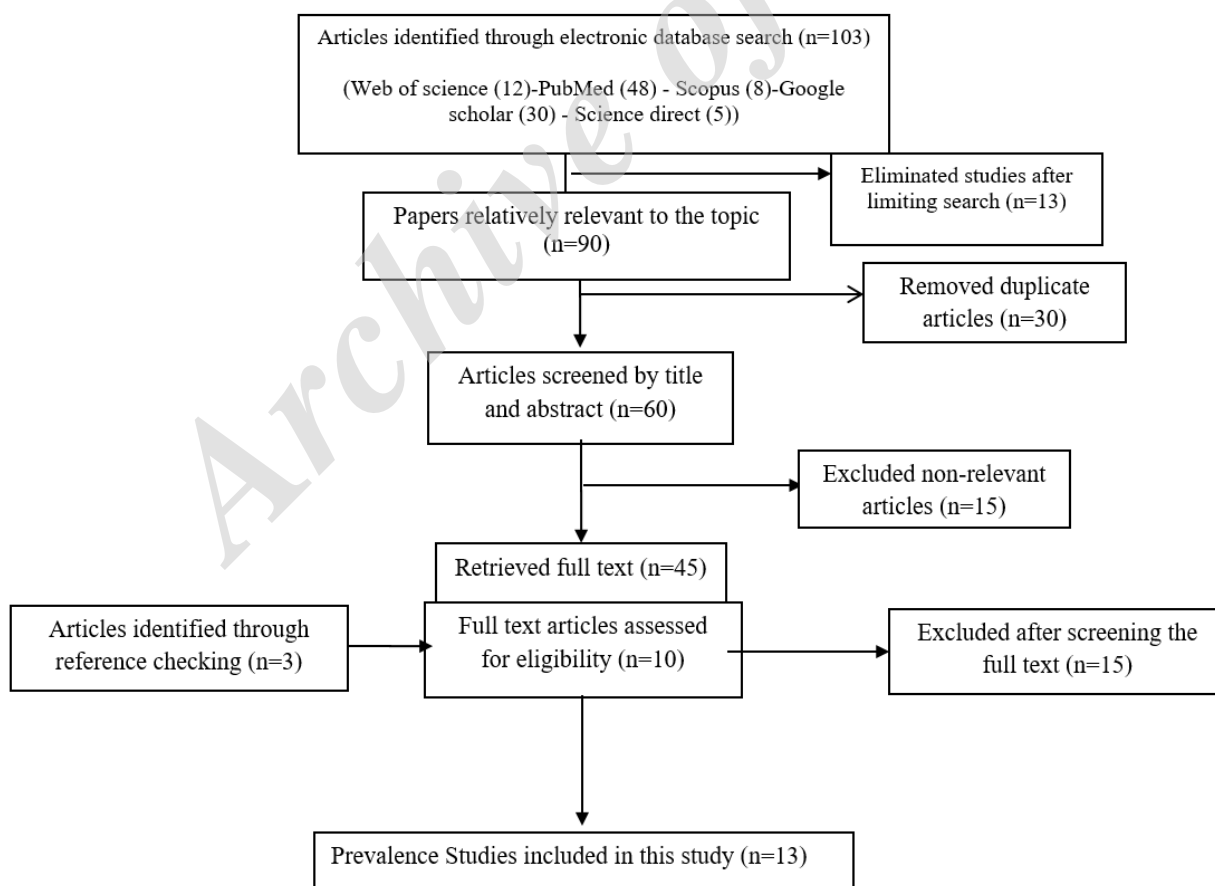 Articles identified through electronic database search (n=103)
(Web of science (12)-PubMed (48) - Scopus (8)-Google
scholar (30) - Science direct (5))
Eliminated studies after
limiting search (n=13)
Papers relatively relevant to the topic
(n=90)
Removed duplicate
articles (n=30)
Articles screened by title
and abstract (n=60)
Excluded non-relevant
articles (n=15)
Retrieved full text (n=45)
Articles identified through
reference checking (n=3)
Full text articles assessed
for eligibility (n=10)
Excluded after screening the
full text (n=15)
Prevalence Studies included in this study (n=13)
Archive of